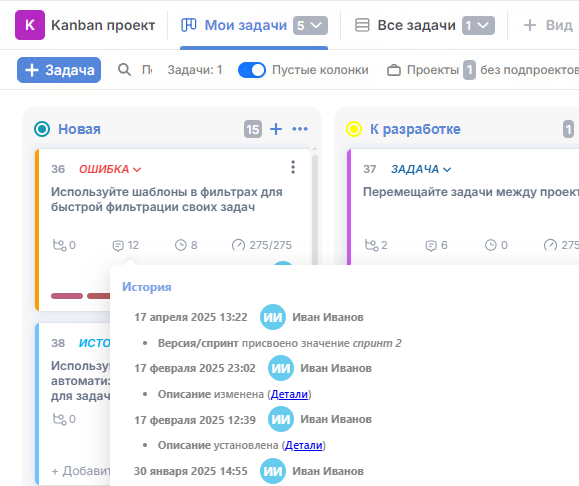 K Kanban проект Мои задачи 5 Все задачи 1 + Вид
+ Задача Задачи: 1 Пустые колонки Проекты 1 без подпроектов
Новая 15 + ••• К разработке 1
36 ОШИБКА 37 ЗАДАЧА
Используйте шаблоны в фильтрах для Перемещайте задачи между проект
быстрой фильтрации своих задач
0 12 8 275/275 2 6 0 275
История
17 апреля 2025 13:22 ИИ Иван Иванов
• Версия/спринт присвоено значение спринт 2
38 ИСТО 17 февраля 2025 23:02 ИИ Иван Иванов
Использу
автоматиз • Описание изменена (Детали)
для задач
0 17 февраля 2025 12:39 ИИ Иван Иванов
• Описание установлена (Детали)
+ Добавит 30 января 2025 14:55 ИИ Иван Иванов